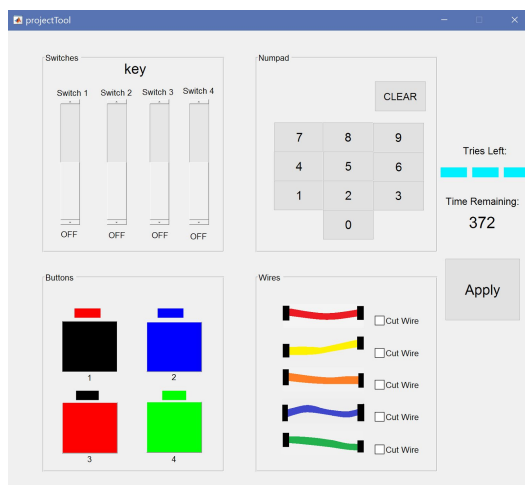 projectTool
Switches
key
Switch 1 Switch 2 Switch 3 Switch 4
OFF OFF OFF OFF
Numpad
CLEAR
7 8 9
4 5 6
1 2 3
0
Tries Left:
Time Remaining:
372
Apply
Buttons
1 2
3 4
Wires
Cut Wire
Cut Wire
Cut Wire
Cut Wire
Cut Wire